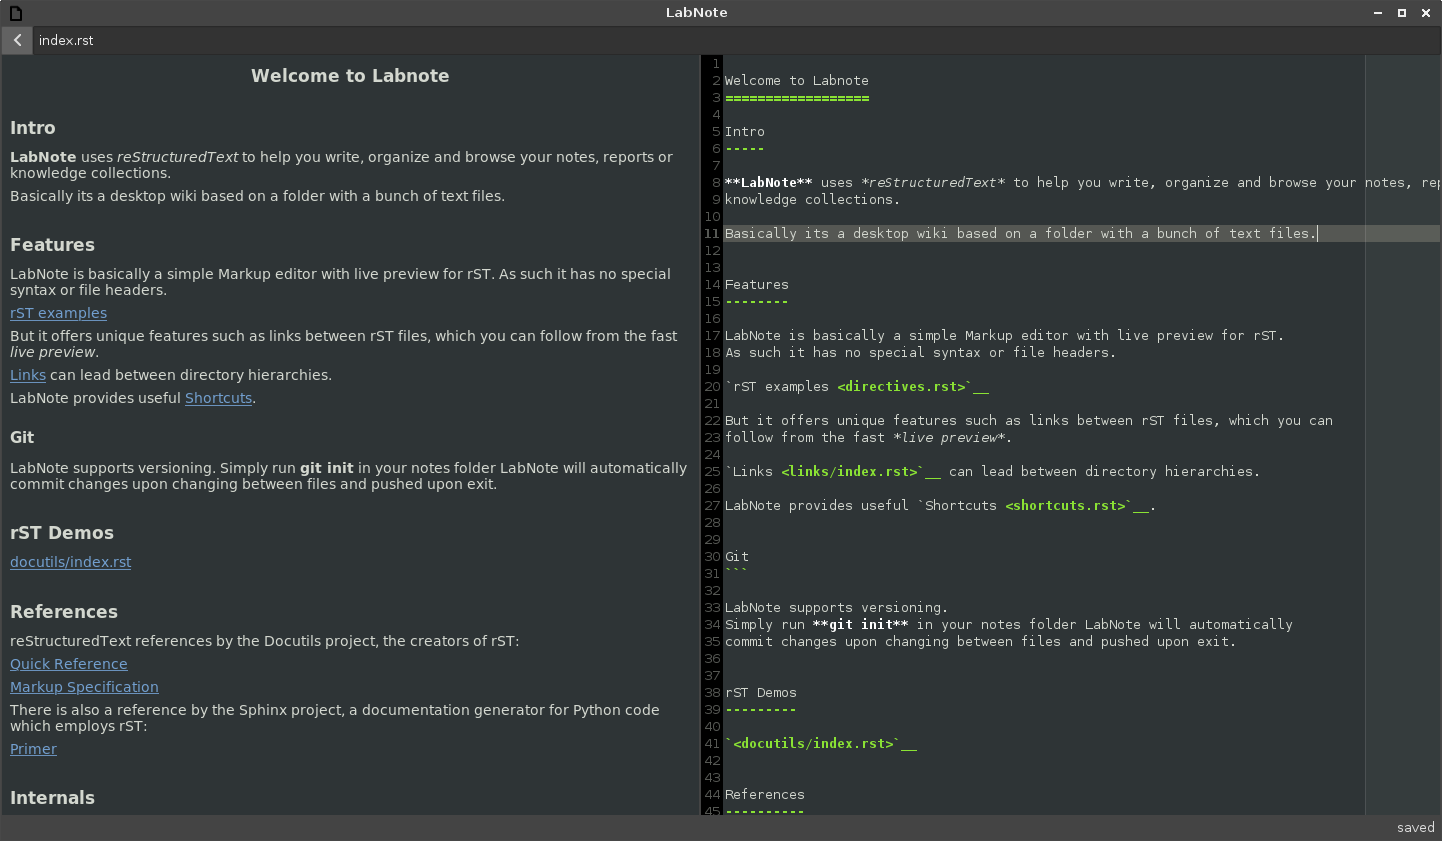 LabNote
index.rst
Welcome to Labnote
Intro
LabNote uses reStructuredText to help you write, organize and browse your notes, reports or
knowledge collections.
Basically its a desktop wiki based on a folder with a bunch of text files.
Features
LabNote is basically a simple Markup editor with live preview for rST. As such it has no special
syntax or file headers.
rST examples
But it offers unique features such as links between rST files, which you can follow from the fast
live preview.
Links can lead between directory hierarchies.
LabNote provides useful Shortcuts.
Git
LabNote supports versioning. Simply run git init in your notes folder LabNote will automatically
commit changes upon changing between files and pushed upon exit.
rST Demos
docutils/index.rst
References
reStructuredText references by the Docutils project, the creators of rST:
Quick Reference
Markup Specification
There is also a reference by the Sphinx project, a documentation generator for Python code
which employs rST:
Primer
Internals
1
2 Welcome to Labnote
3 ==================
4
5 Intro
6 -----
7
8 **LabNote** uses *reStructuredText* to help you write, organize and browse your notes, rep
9 knowledge collections.
10
11 Basically its a desktop wiki based on a folder with a bunch of text files.
12
13
14 Features
15 --------
16
17 LabNote is basically a simple Markup editor with live preview for rST.
18 As such it has no special syntax or file headers.
19
20 `rST examples <directives.rst>`__
21
22 But it offers unique features such as links between rST files, which you can
23 follow from the fast *live preview*.
24
25 `Links <links/index.rst>`__ can lead between directory hierarchies.
26
27 LabNote provides useful `Shortcuts <shortcuts.rst>`__.
28
29
30 Git
31 ```
32
33 LabNote supports versioning.
34 Simply run **git init** in your notes folder LabNote will automatically
35 commit changes upon changing between files and pushed upon exit.
36
37
38 rST Demos
39 ---------
40
41 `<docutils/index.rst>`__
42
43
44 References
45 ----------
saved